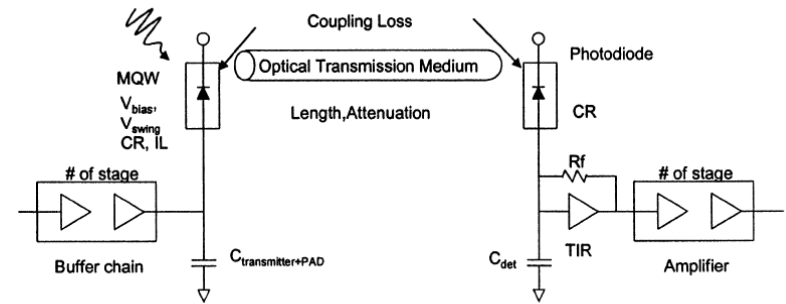 Coupling Loss
Optical Transmission Medium
Length,Attenuation
MQW
Vbias,
Vswing
CR, IL
# of stage
Buffer chain
Ctransmitter+PAD
Photodiode
CR
Rf
# of stage
Cdet
TIR
Amplifier